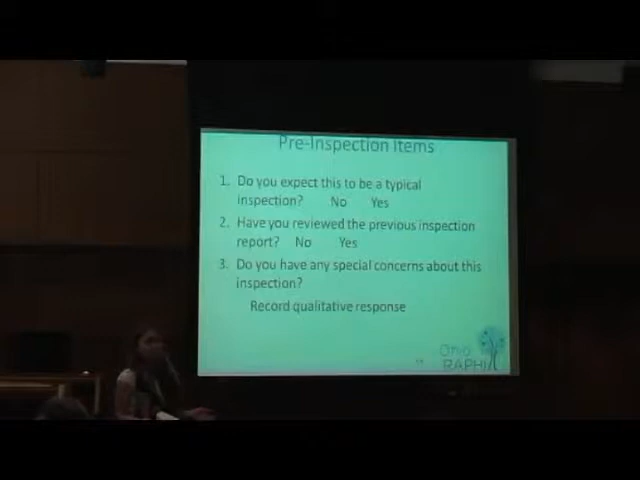 Pre-Inspection Items
1. Do you expect this to be a typical
inspection? No Yes
2. Have you reviewed the previous inspection
report? No Yes
3. Do you have any special concerns about this
inspection?
Record qualitative response
Ohio
RAPHI